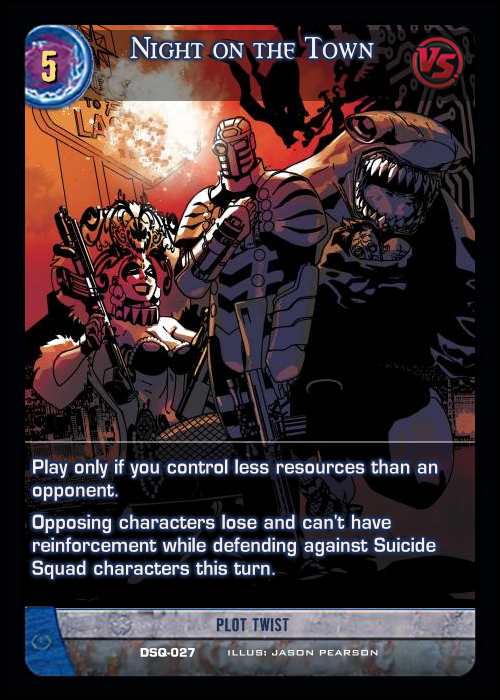 5
Night on the Town
VS
Play only if you control less resources than an
opponent.
Opposing characters lose and can't have
reinforcement while defending against Suicide
Squad characters this turn.
PLOT TWIST
DSQ-027 ILLUS: JASON PEARSON